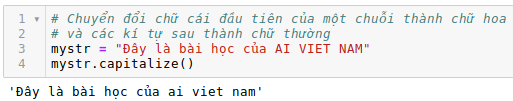 1 # Chuyển đổi chữ cái đầu tiên của một chuỗi thành chữ hoa
2 # và các kí tự sau thành chữ thường
3 mystr = "Đây là bài học của AI VIET NAM"
4 mystr.capitalize()
'Đây là bài học của ai viet nam'